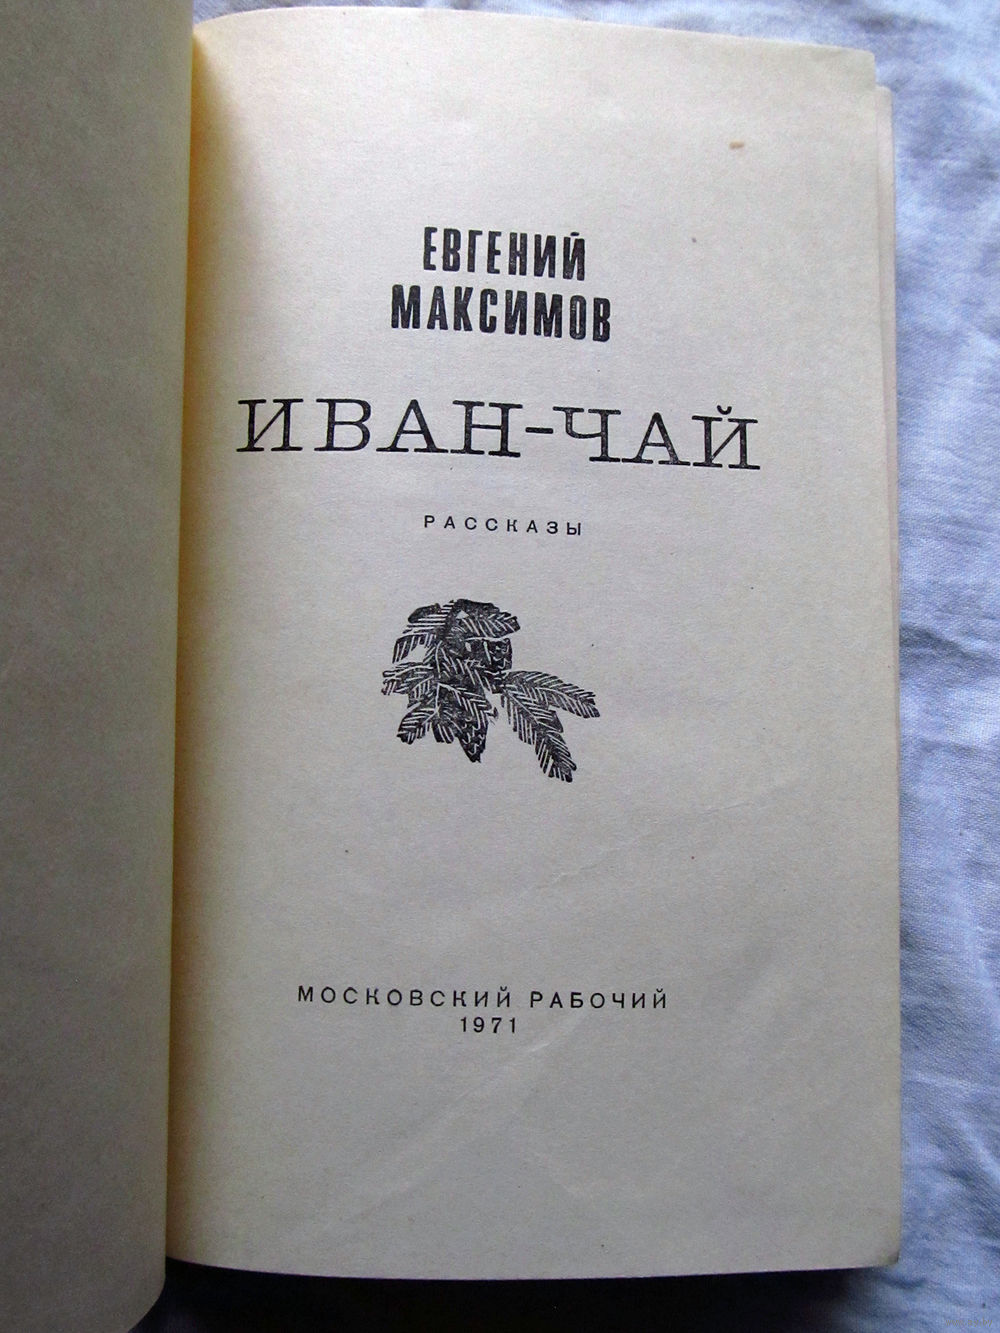 ЕВГЕНИЙ
МАКСИМОВ
ИВАН-ЧАЙ
РАССКАЗЫ
МОСКОВСКИЙ РАБОЧИЙ
1971